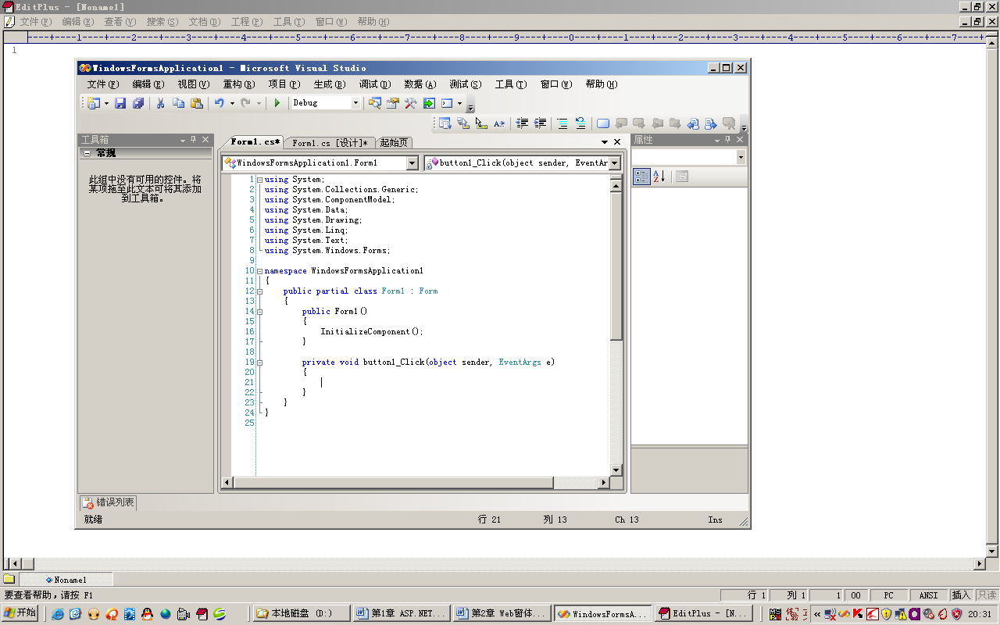 EditPlus - [Noname1]
文件(F) 编辑(E) 查看(V) 搜索(S) 文档(D) 工程(P) 工具(T) 窗口(W) 帮助(H)
----+----1----+----2----+----3----+----4----+----5----+----6----+----7----+----8----+----9----+----0----+----1----+----2----+----3----+----4----+----5----+----6----+----7----+
1
WindowsFormsApplication1 - Microsoft Visual Studio
文件(F) 编辑(E) 视图(V) 重构(R) 项目(P) 生成(B) 调试(D) 数据(A) 测试(S) 工具(T) 窗口(W) 帮助(H)
Debug
工具箱
常规
此组中没有可用的控件。将
某项拖至此文本可将其添加
到工具箱。
Form1.cs* Form1.cs [设计]* 起始页
WindowsFormsApplication1.Form1 button1_Click(object sender, EventAr
1 using System;
2 using System.Collections.Generic;
3 using System.ComponentModel;
4 using System.Data;
5 using System.Drawing;
6 using System.Linq;
7 using System.Text;
8 using System.Windows.Forms;
9
10 namespace WindowsFormsApplication1
11 {
12 public partial class Form1 : Form
13 {
14 public Form1()
15 {
16 InitializeComponent();
17 }
18
19 private void button1_Click(object sender, EventArgs e)
20 {
21
22 }
23 }
24 }
25
属性
错误列表
就绪 行 21 列 13 Ch 13 Ins
Noname1
要查看帮助，请按 F1 行 1 列 1 1 00 PC ANSI 插入 只读
开始 本地磁盘 (D:) 第1章 ASP.NET... 第2章 Web窗体... WindowsFormsA... EditPlus - [N... 20:31